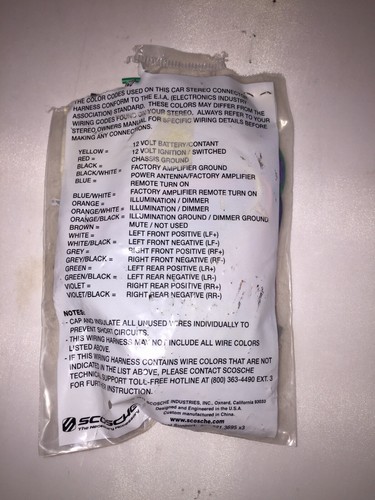 THE COLOR CODES USED ON THIS CAR STEREO CONNECTOR
HARNESS CONFORM TO THE E.I.A. (ELECTRONICS INDUSTRY
ASSOCIATION) STANDARD. THESE COLORS MAY DIFFER FROM THE
WIRING CODES FOUND ON YOUR STEREO. ALWAYS REFER TO YOUR
STEREO OWNERS MANUAL FOR SPECIFIC WIRING DETAILS BEFORE
MAKING ANY CONNECTIONS.
YELLOW = 12 VOLT BATTERY/CONTANT
RED = 12 VOLT IGNITION / SWITCHED
BLACK = CHASSIS GROUND
BLACK/WHITE = FACTORY AMPLIFIER GROUND
BLUE = POWER ANTENNA/FACTORY AMPLIFIER
REMOTE TURN ON
BLUE/WHITE = FACTORY AMPLIFIER REMOTE TURN ON
ORANGE = ILLUMINATION / DIMMER
ORANGE/WHITE = ILLUMINATION / DIMMER
ORANGE/BLACK = ILLUMINATION GROUND / DIMMER GROUND
BROWN = MUTE / NOT USED
WHITE = LEFT FRONT POSITIVE (LF+)
WHITE/BLACK = LEFT FRONT NEGATIVE (LF-)
GREY = RIGHT FRONT POSITIVE (RF+)
GREY/BLACK = RIGHT FRONT NEGATIVE (RF-)
GREEN = LEFT REAR POSITIVE (LR+)
GREEN/BLACK = LEFT REAR NEGATIVE (LR-)
VIOLET = RIGHT REAR POSITIVE (RR+)
VIOLET/BLACK = RIGHT REAR NEGATIVE (RR-)
NOTES:
- CAP AND INSULATE ALL UNUSED WIRES INDIVIDUALLY TO
PREVENT SHORT CIRCUITS.
- THIS WIRING HARNESS MAY NOT INCLUDE ALL WIRE COLORS
LISTED ABOVE.
- IF THIS WIRING HARNESS CONTAINS WIRE COLORS THAT ARE NOT
INDICATED IN THE LIST ABOVE, PLEASE CONTACT SCOSCHE
TECHNICAL SUPPORT TOLL-FREE HOTLINE AT (800) 363-4490 EXT. 3
FOR FURTHER INSTRUCTION.
SCOSCHE
SCOSCHE INDUSTRIES, INC., Oxnard, California 93033
Designed and Engineered in the U.S.A.
Custom manufactured in China.
www.scosche.com